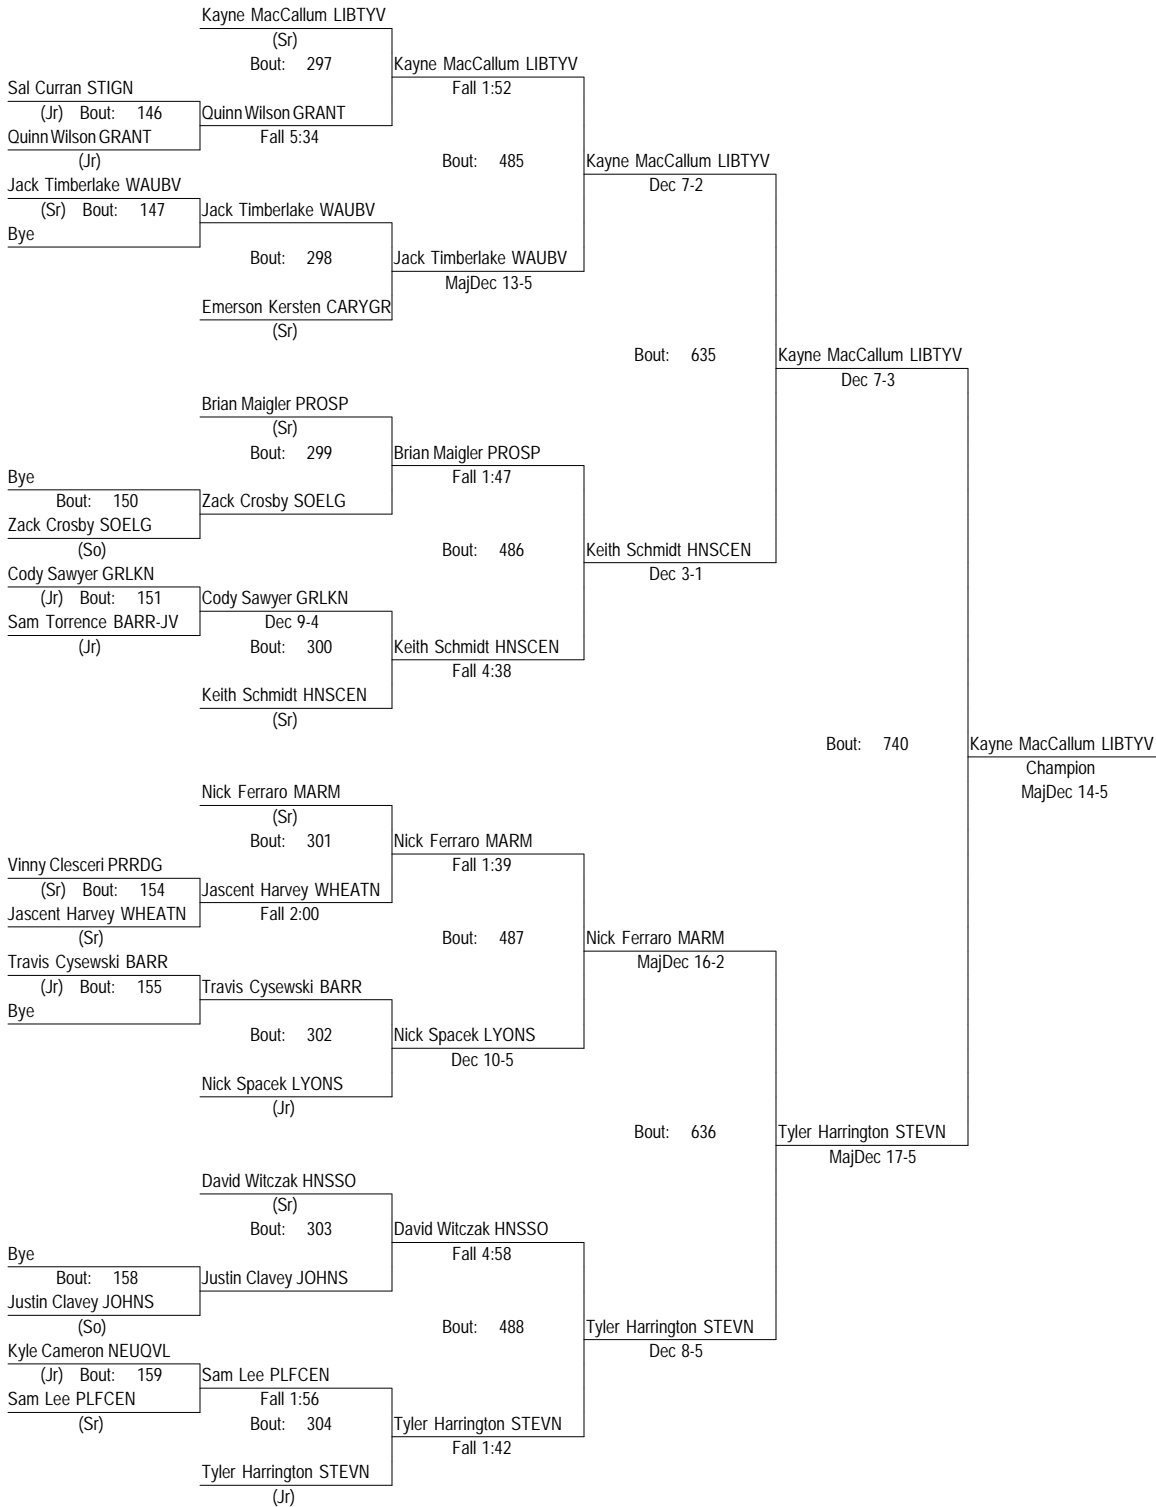 Kayne MacCallum LIBTYV
(Sr)
Bout: 297
Kayne MacCallum LIBTYV
Fall 1:52
Sal Curran STIGN
(Jr) Bout: 146
Quinn Wilson GRANT
Quinn Wilson GRANT
Fall 5:34
(Jr)
Bout: 485
Kayne MacCallum LIBTYV
Dec 7-2
Jack Timberlake WAUBV
(Sr) Bout: 147
Jack Timberlake WAUBV
Bye
Bout: 298
Jack Timberlake WAUBV
MajDec 13-5
Emerson Kersten CARYGR
(Sr)
Bout: 635
Kayne MacCallum LIBTYV
Dec 7-3
Brian Maigler PROSP
(Sr)
Bout: 299
Brian Maigler PROSP
Fall 1:47
Bye
Bout: 150
Zack Crosby SOELG
Zack Crosby SOELG
(So)
Bout: 486
Keith Schmidt HNSCEN
Dec 3-1
Cody Sawyer GRLKN
(Jr) Bout: 151
Cody Sawyer GRLKN
Sam Torrence BARR-JV
Dec 9-4
(Jr)
Bout: 300
Keith Schmidt HNSCEN
Fall 4:38
Keith Schmidt HNSCEN
(Sr)
Bout: 740
Kayne MacCallum LIBTYV
Champion
MajDec 14-5
Nick Ferraro MARM
(Sr)
Bout: 301
Nick Ferraro MARM
Fall 1:39
Vinny Clesceri PRRDG
(Sr) Bout: 154
Jascent Harvey WHEATN
Jascent Harvey WHEATN
Fall 2:00
(Sr)
Bout: 487
Nick Ferraro MARM
MajDec 16-2
Travis Cysewski BARR
(Jr) Bout: 155
Travis Cysewski BARR
Bye
Bout: 302
Nick Spacek LYONS
Dec 10-5
Nick Spacek LYONS
(Jr)
Bout: 636
Tyler Harrington STEVN
MajDec 17-5
David Witczak HNSSO
(Sr)
Bout: 303
David Witczak HNSSO
Fall 4:58
Bye
Bout: 158
Justin Clavey JOHNS
Justin Clavey JOHNS
(So)
Bout: 488
Tyler Harrington STEVN
Dec 8-5
Kyle Cameron NEUQVL
(Jr) Bout: 159
Sam Lee PLFCEN
Sam Lee PLFCEN
Fall 1:56
(Sr)
Bout: 304
Tyler Harrington STEVN
Fall 1:42
Tyler Harrington STEVN
(Jr)